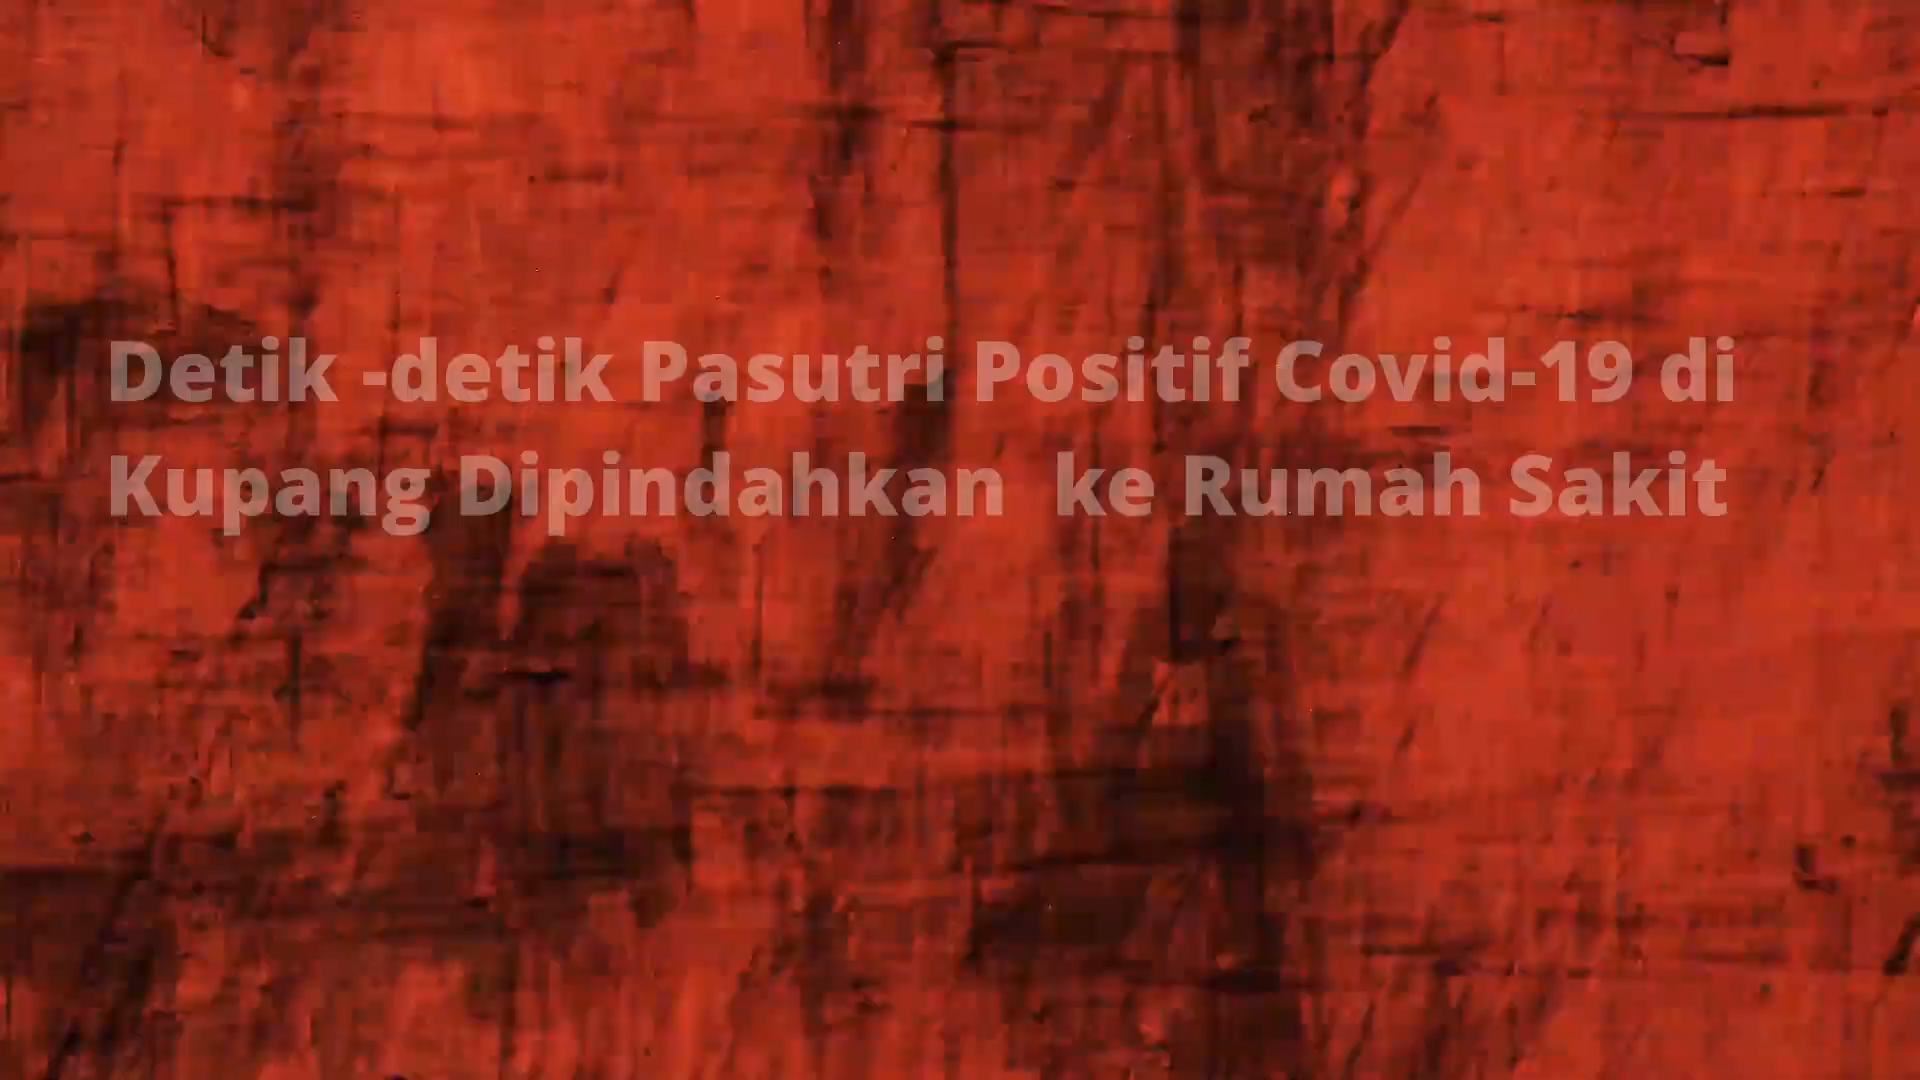 Detik -detik Pasutri Positif Covid-19 di
Kupang Dipindahkan  ke Rumah Sakit